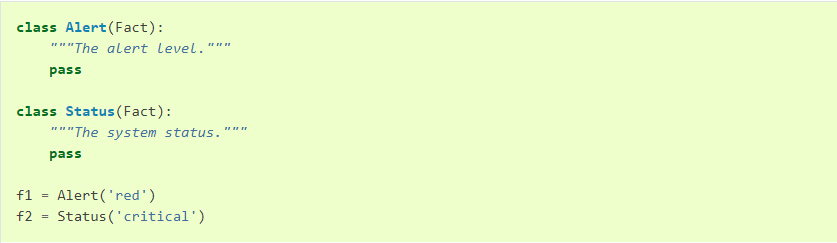 class Alert(Fact):
    """The alert level."""
    pass

class Status(Fact):
    """The system status."""
    pass

f1 = Alert('red')
f2 = Status('critical')